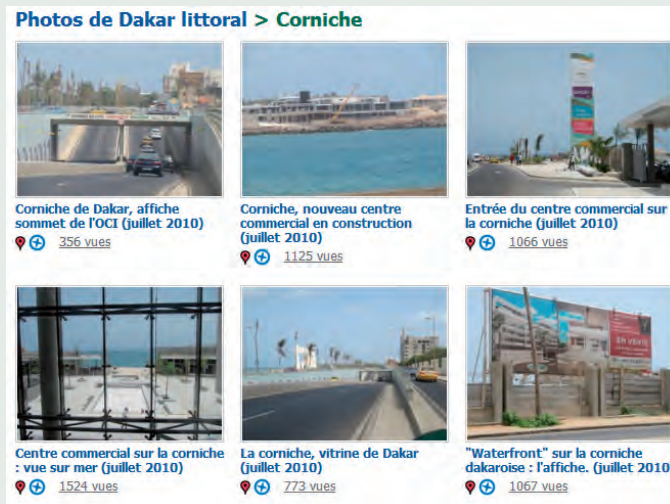 Photos de Dakar littoral > Corniche
Corniche de Dakar, affiche
sommet de l'OCI (juillet 2010)
356 vues
Corniche, nouveau centre
commercial en construction
(juillet 2010)
1125 vues
Entrée du centre commercial sur
la corniche (juillet 2010)
1066 vues
EN VENTE
Centre commercial sur la corniche
: vue sur mer (juillet 2010)
1524 vues
La corniche, vitrine de Dakar
(juillet 2010)
773 vues
"Waterfront" sur la corniche
dakaroise : l'affiche. (juillet 2010
1067 vues